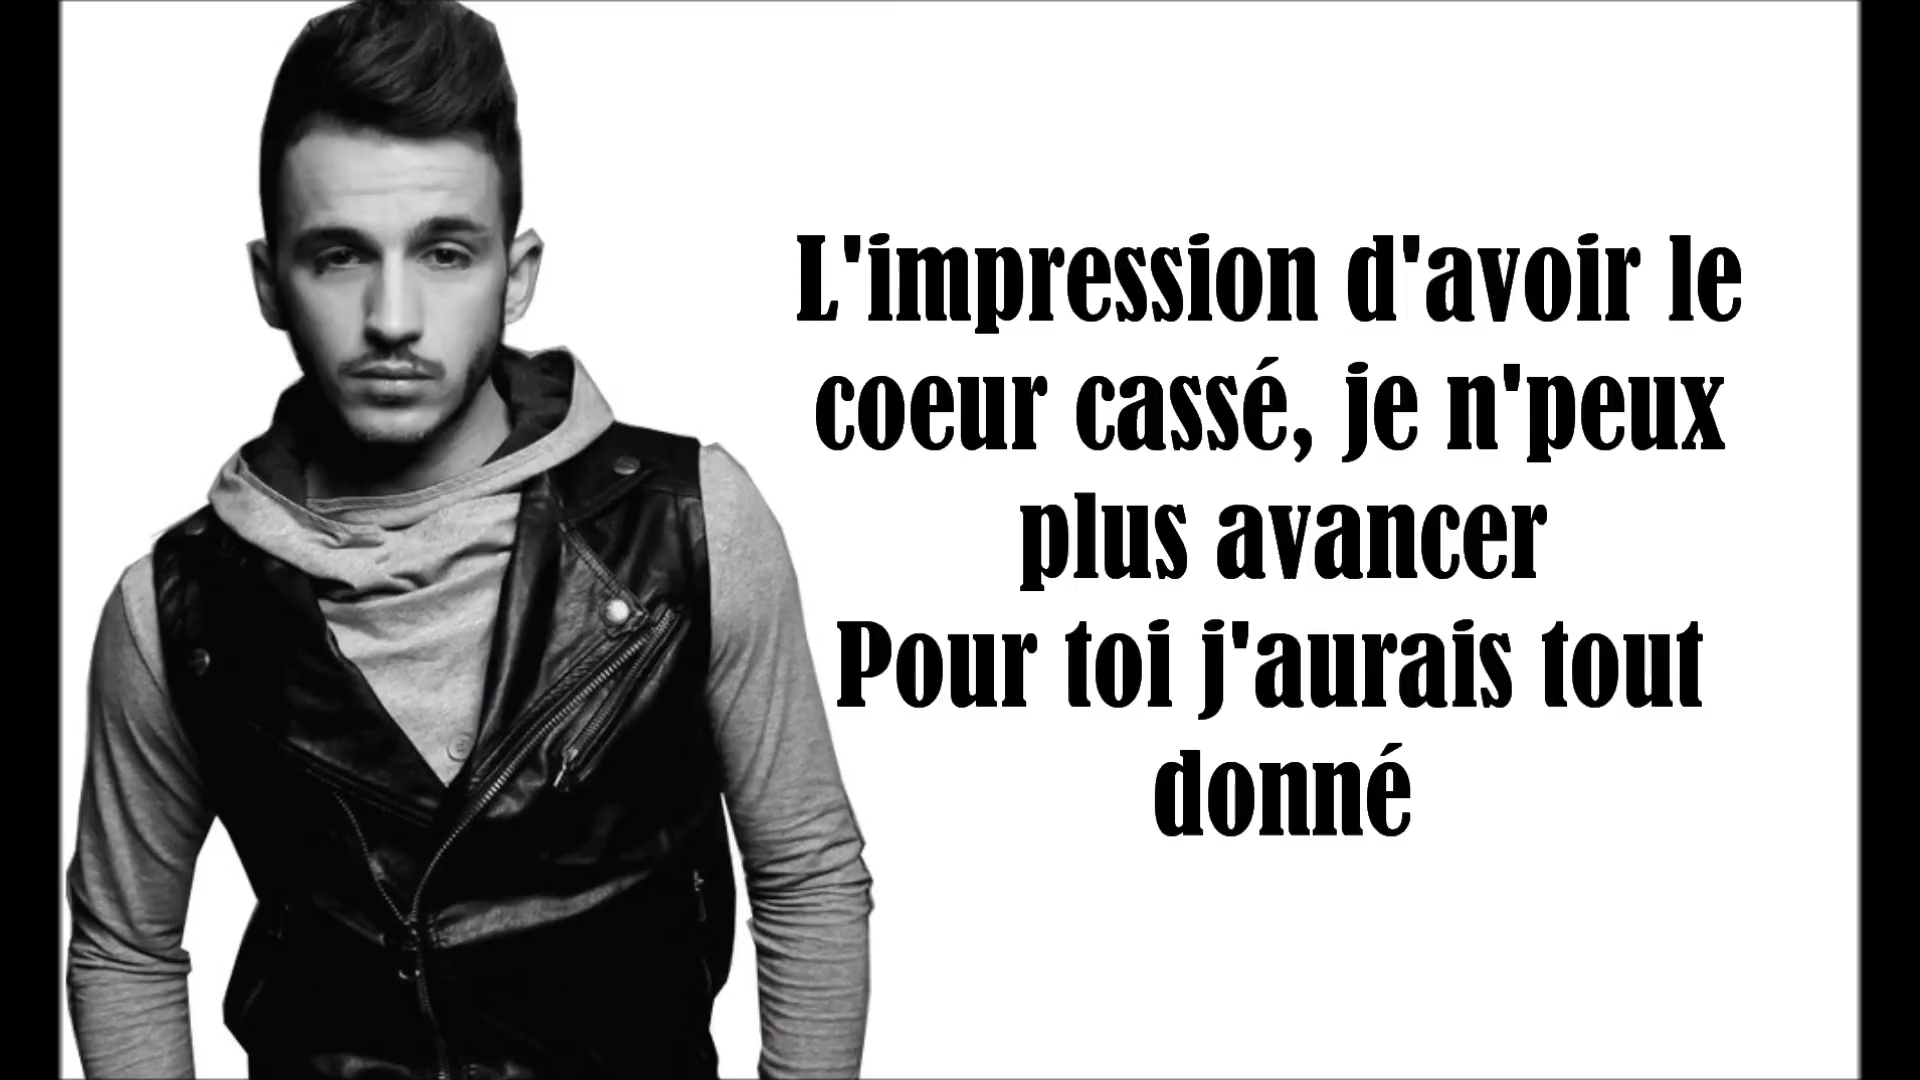 L'impression d'avoir le
coeur cassé, je n'peux
plus avancer
Pour toi j'aurais tout
donné